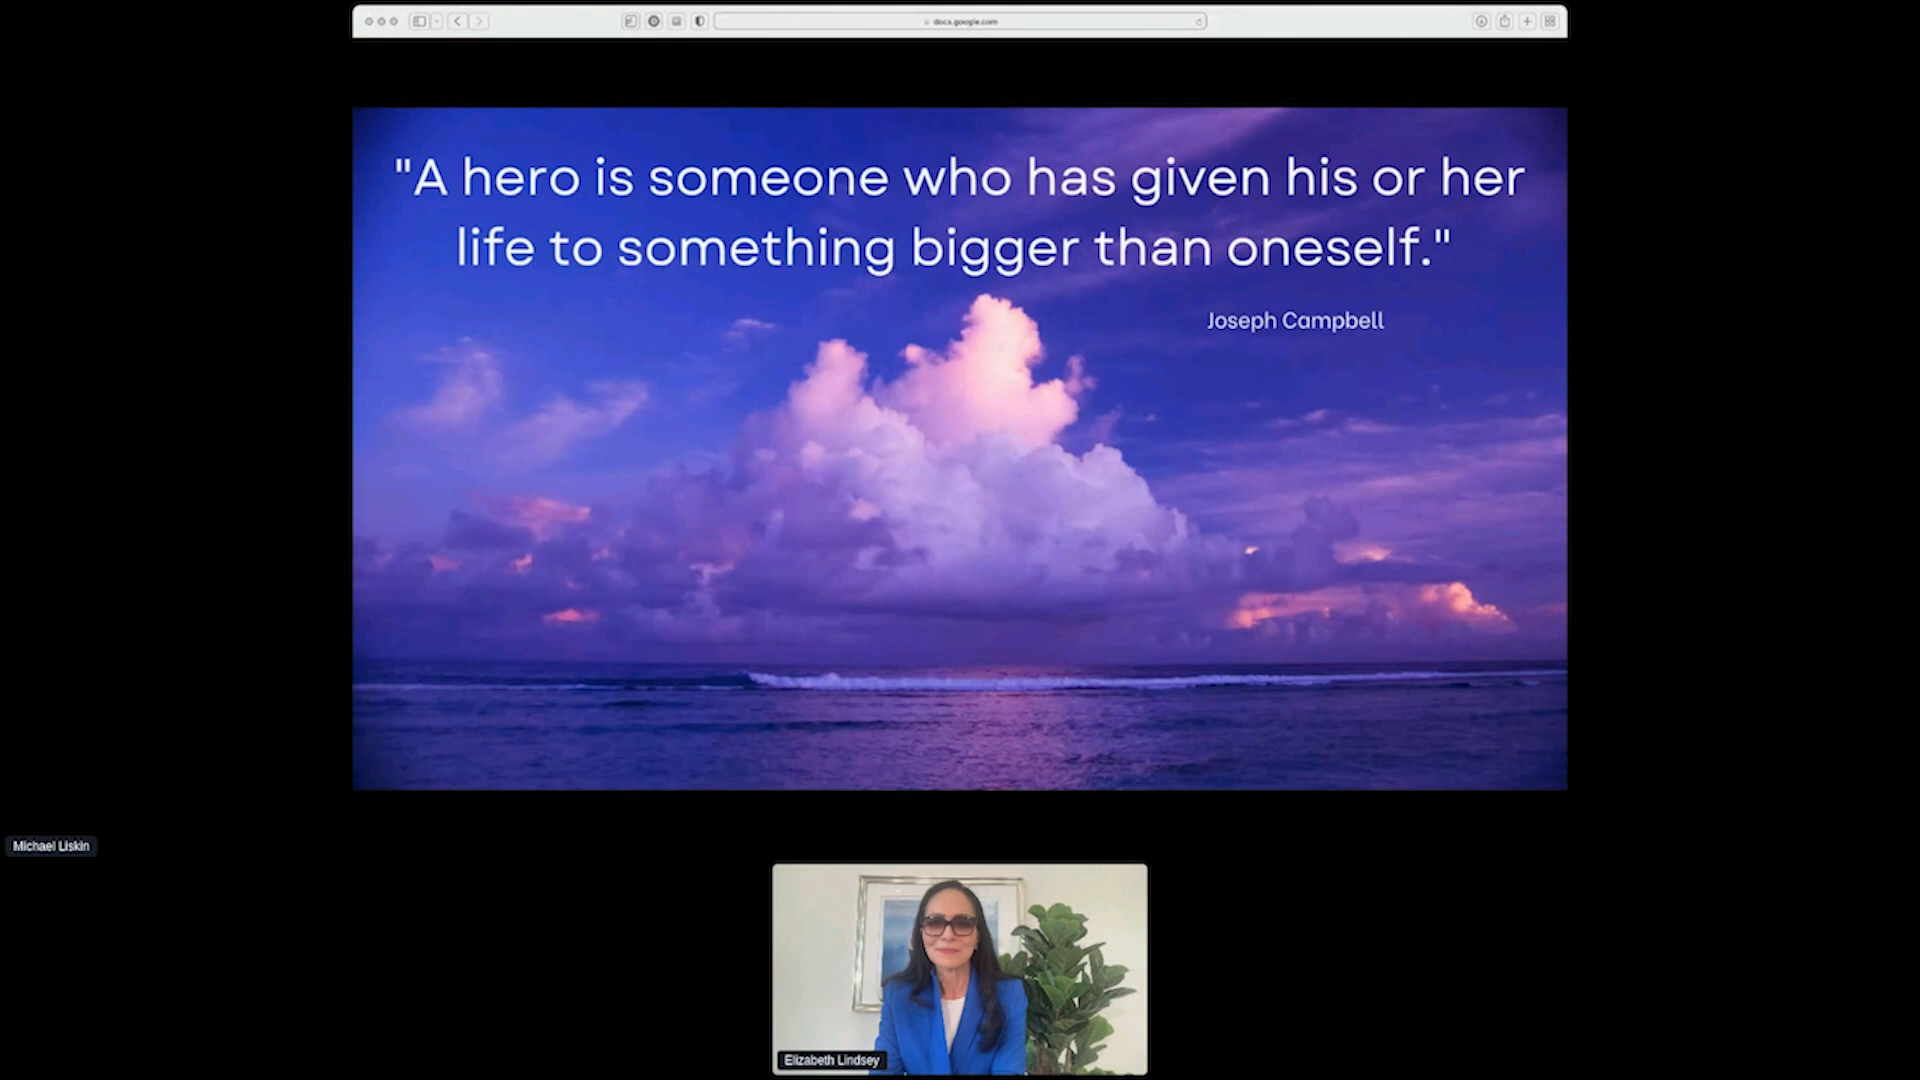 docs.google.com
"A hero is someone who has given his or her
life to something bigger than oneself."
Joseph Campbell
Michael Liskin
Elizabeth Lindsey